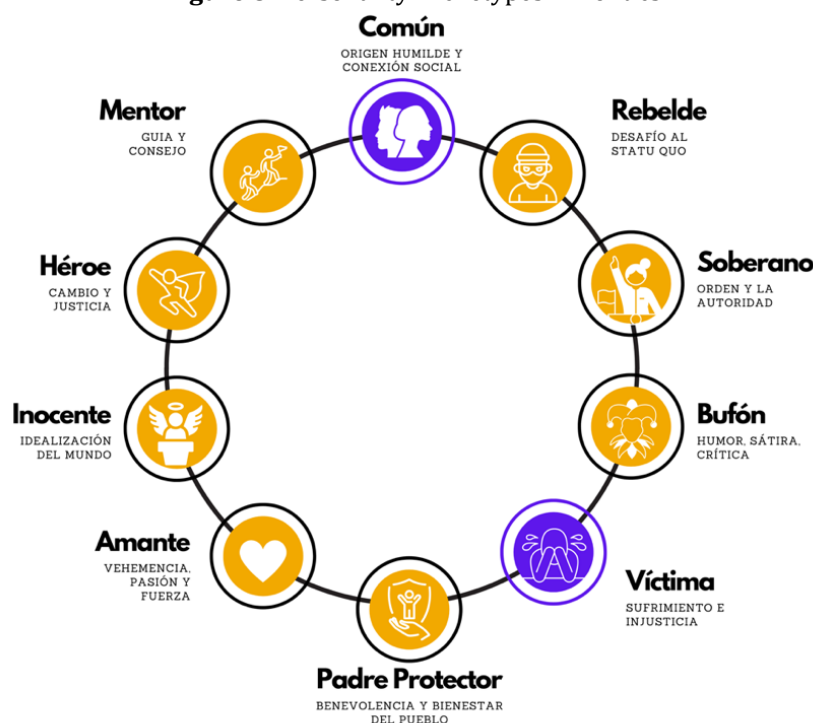 Común
ORIGEN HUMILDE Y
CONEXIÓN SOCIAL
Rebelde
DESAFÍO AL
STATU QUO
Soberano
ORDEN Y LA
AUTORIDAD
Bufón
HUMOR, SÁTIRA,
CRÍTICA
Víctima
SUFRIMIENTO E
INJUSTICIA
Padre Protector
BENEVOLENCIA Y BIENESTAR
DEL PUEBLO
Amante
VEHEMENCIA,
PASIÓN Y
FUERZA
Inocente
IDEALIZACIÓN
DEL MUNDO
Héroe
CAMBIO Y
JUSTICIA
Mentor
GUIA Y
CONSEJO